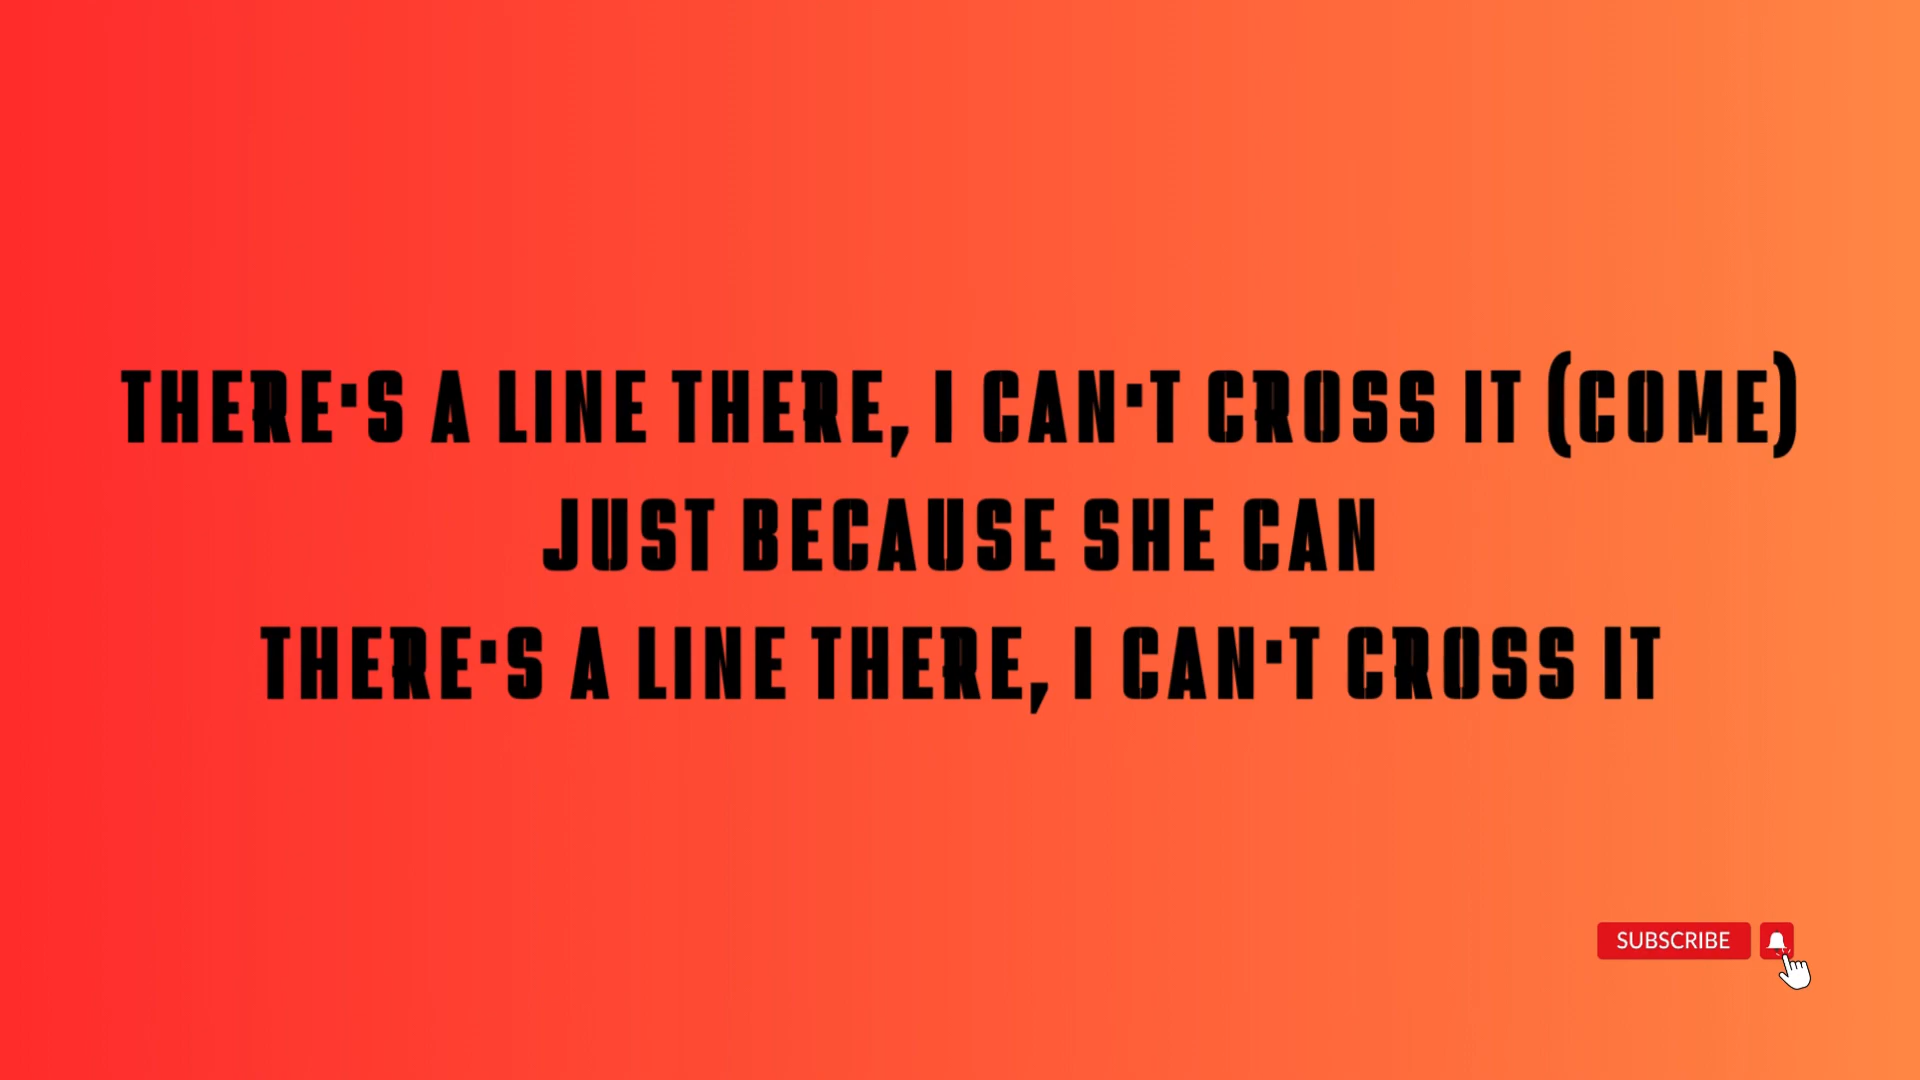 THERE'S A LINE THERE, I CAN'T CROSS IT (COME)
JUST BECAUSE SHE CAN
THERE'S A LINE THERE, I CAN'T CROSS IT
SUBSCRIBE